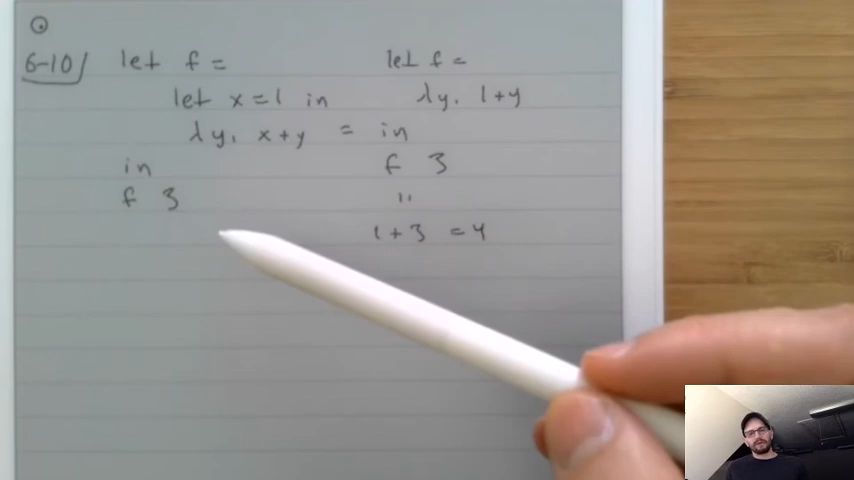 6-10
let f =
let x = 1 in
λy. x+y
in
f 3
=
let f =
λy. 1+y
in
f 3
"
1+3 = 4